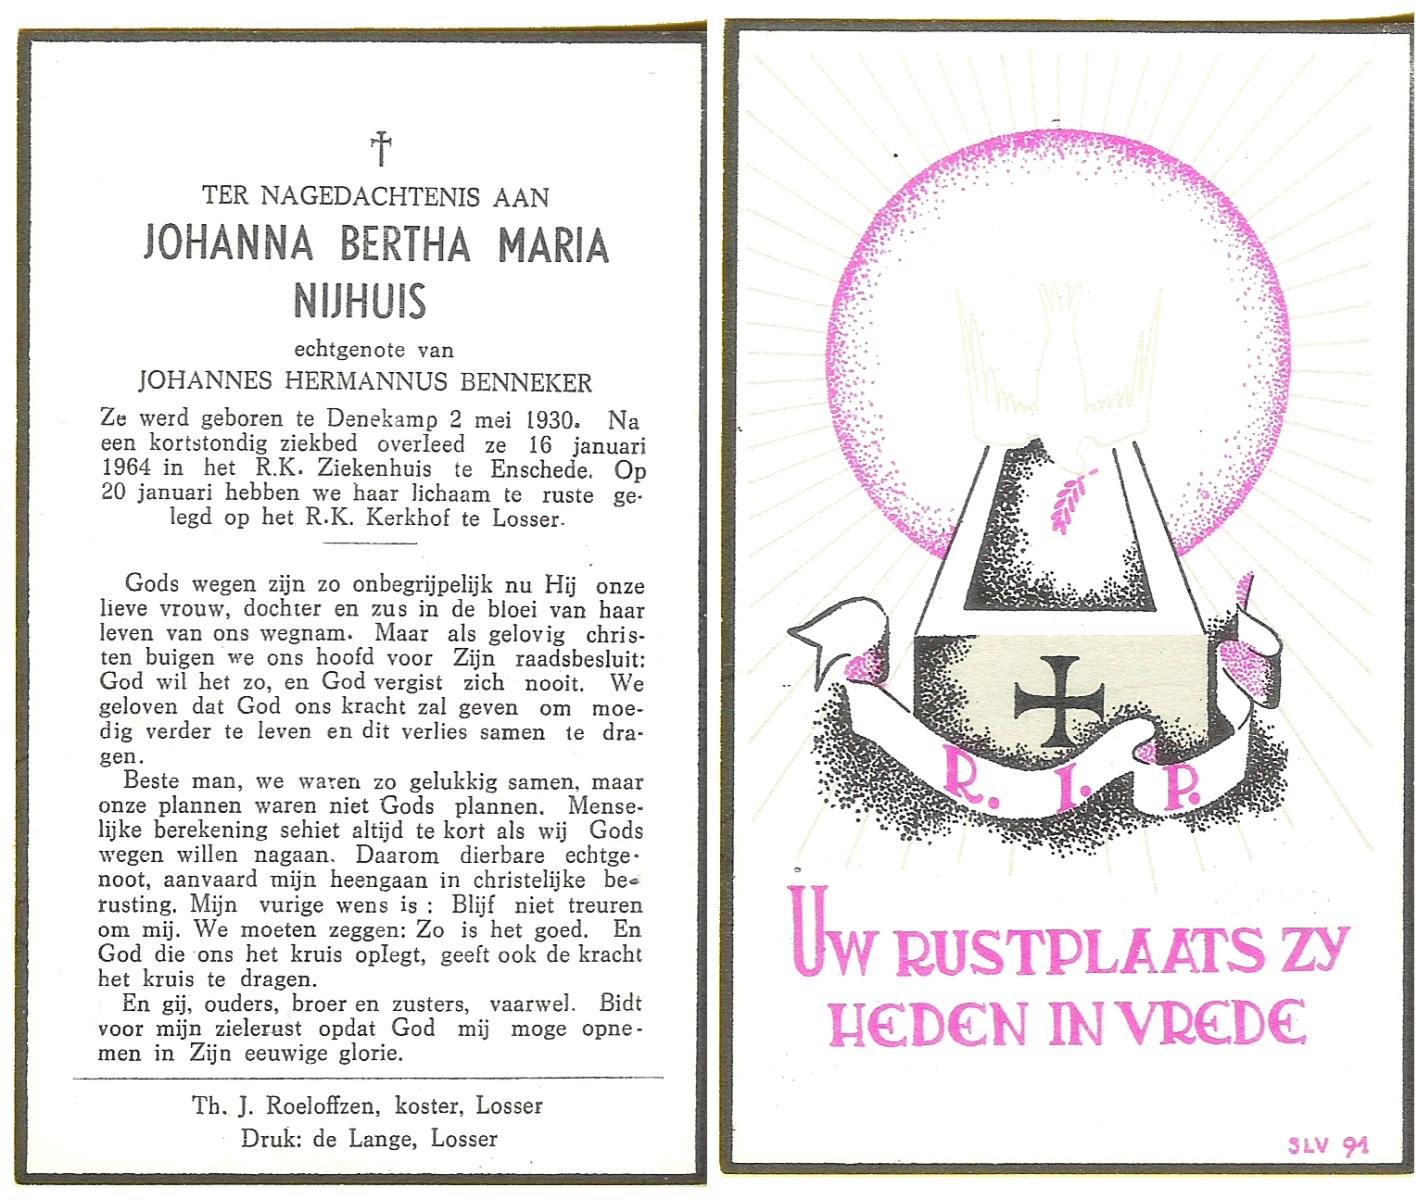 TER NAGEDACHTENIS AAN
JOHANNA BERTHA MARIA
NIJHUIS
echtgenote van
JOHANNES HERMANNUS BENNEKER
Ze werd geboren te Denekamp 2 mei 1930. Na
een kortstondig ziekbed overleed ze 16 januari
1964 in het R.K. Ziekenhuis te Enschede. Op
20 januari hebben we haar lichaam te ruste ge-
legd op het R.K. Kerkhof te Losser.
Gods wegen zijn zo onbegrijpelijk nu Hij onze
lieve vrouw, dochter en zus in de bloei van haar
leven van ons wegnam. Maar als gelovig chris-
ten buigen we ons hoofd voor Zijn raadsbesluit:
God wil het zo, en God vergist zich nooit. We
geloven dat God ons kracht zal geven om moe-
dig verder te leven en dit verlies samen te dra-
gen.
Beste man, we waren zo gelukkig samen, maar
onze plannen waren niet Gods plannen. Mense-
lijke berekening schiet altijd te kort als wij Gods
wegen willen nagaan. Daarom dierbare echtge-
noot, aanvaard mijn heengaan in christelijke be-
rusting. Mijn vurige wens is : Blijf niet treuren
om mij. We moeten zeggen: Zo is het goed. En
God die ons het kruis oplegt, geeft ook de kracht
het kruis te dragen.
En gij, ouders, broer en zusters, vaarwel. Bidt
voor mijn zielerust opdat God mij moge opne-
men in Zijn eeuwige glorie.
Th. J. Roeloffzen, koster, Losser
Druk: de Lange, Losser
R. I. P.
UW RUSTPLAATS ZY
HEDEN IN VREDE
SLV 91